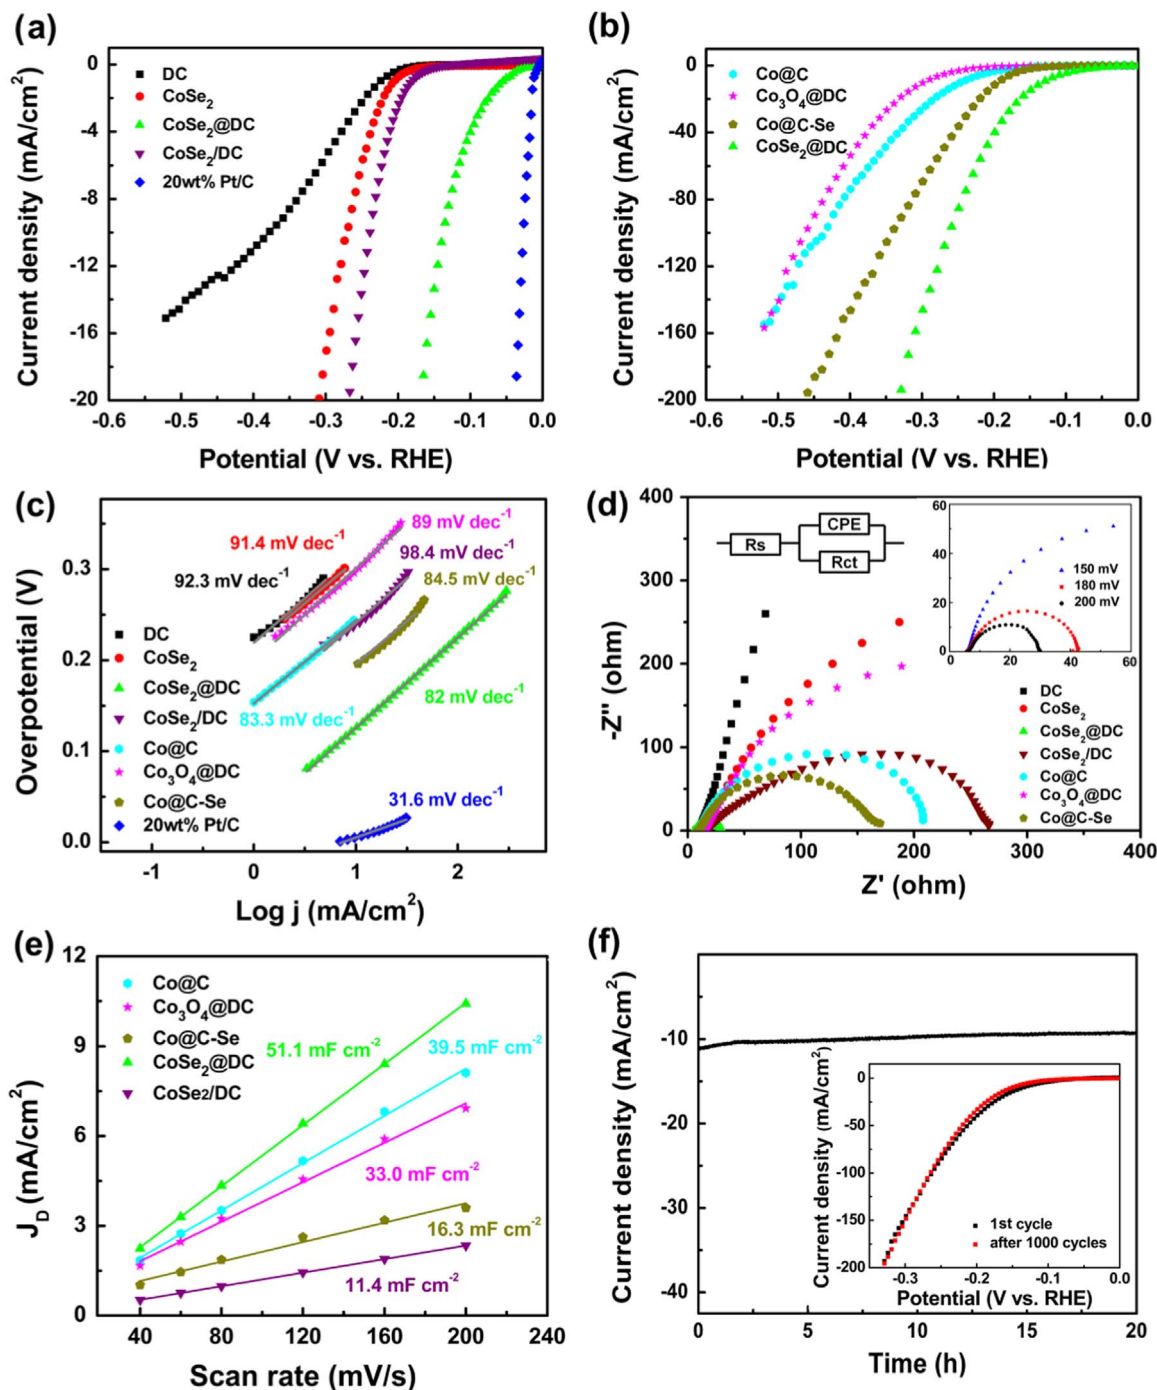 (a)
0
-4
-8
-12
-16
-20
-0.6
-0.5
-0.4
-0.3
-0.2
-0.1
0.0
Current density (mA/cm²)
Potential (V vs. RHE)
DC
CoSe₂
CoSe₂@DC
CoSe₂/DC
20wt% Pt/C
(b)
0
-40
-80
-120
-160
-200
-0.6
-0.5
-0.4
-0.3
-0.2
-0.1
0.0
Current density (mA/cm²)
Potential (V vs. RHE)
Co@C
Co₃O₄@DC
Co@C-Se
CoSe₂@DC
(c)
0.3
0.2
0.1
0.0
-1
0
1
2
Overpotential (V)
Log j (mA/cm²)
89 mV dec⁻¹
91.4 mV dec⁻¹
98.4 mV dec⁻¹
92.3 mV dec⁻¹
84.5 mV dec⁻¹
82 mV dec⁻¹
83.3 mV dec⁻¹
31.6 mV dec⁻¹
DC
CoSe₂
CoSe₂@DC
CoSe₂/DC
Co@C
Co₃O₄@DC
Co@C-Se
20wt% Pt/C
(d)
400
300
200
100
0
0
100
200
300
400
-Z'' (ohm)
Z' (ohm)
Rs
CPE
Rct
60
40
20
0
0
20
40
60
150 mV
180 mV
200 mV
DC
CoSe₂
CoSe₂@DC
CoSe₂/DC
Co@C
Co₃O₄@DC
Co@C-Se
(e)
12
9
6
3
0
40
80
120
160
200
240
J_D (mA/cm²)
Scan rate (mV/s)
Co@C
Co₃O₄@DC
Co@C-Se
CoSe₂@DC
CoSe₂/DC
51.1 mF cm⁻²
39.5 mF cm⁻²
33.0 mF cm⁻²
16.3 mF cm⁻²
11.4 mF cm⁻²
(f)
-10
-20
-30
-40
0
5
10
15
20
Current density (mA/cm²)
Time (h)
0
-50
-100
-150
-200
-0.3
-0.2
-0.1
0.0
Current density (mA/cm²)
Potential (V vs. RHE)
1st cycle
after 1000 cycles